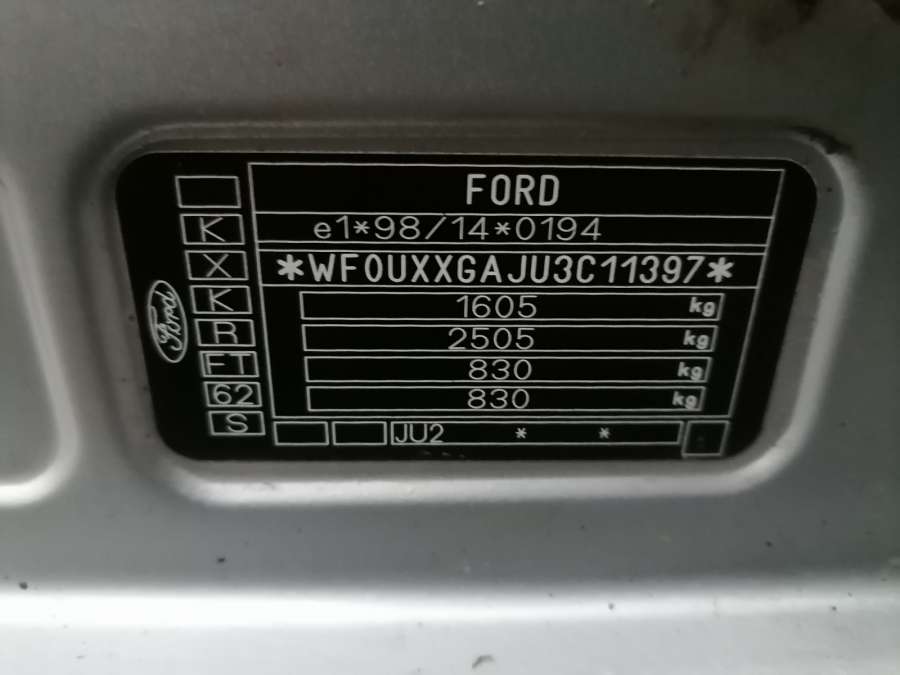 FORD
e1*98/14*0194
*WF0UXXGAJU3C11397*
1605 kg
2505 kg
830 kg
830 kg
K
X
K
R
FT
62
S
Ford
JU2 * *